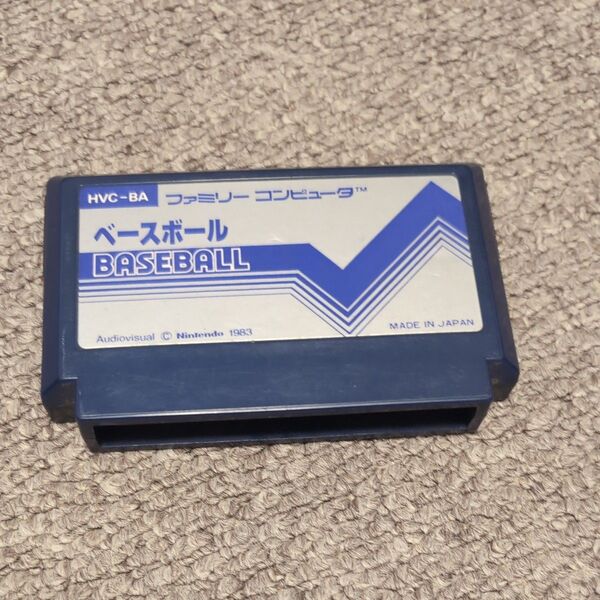 HVC-BA ファミリー コンピュータ™
ベースボール
BASEBALL
Audiovisual © Nintendo 1983
MADE IN JAPAN